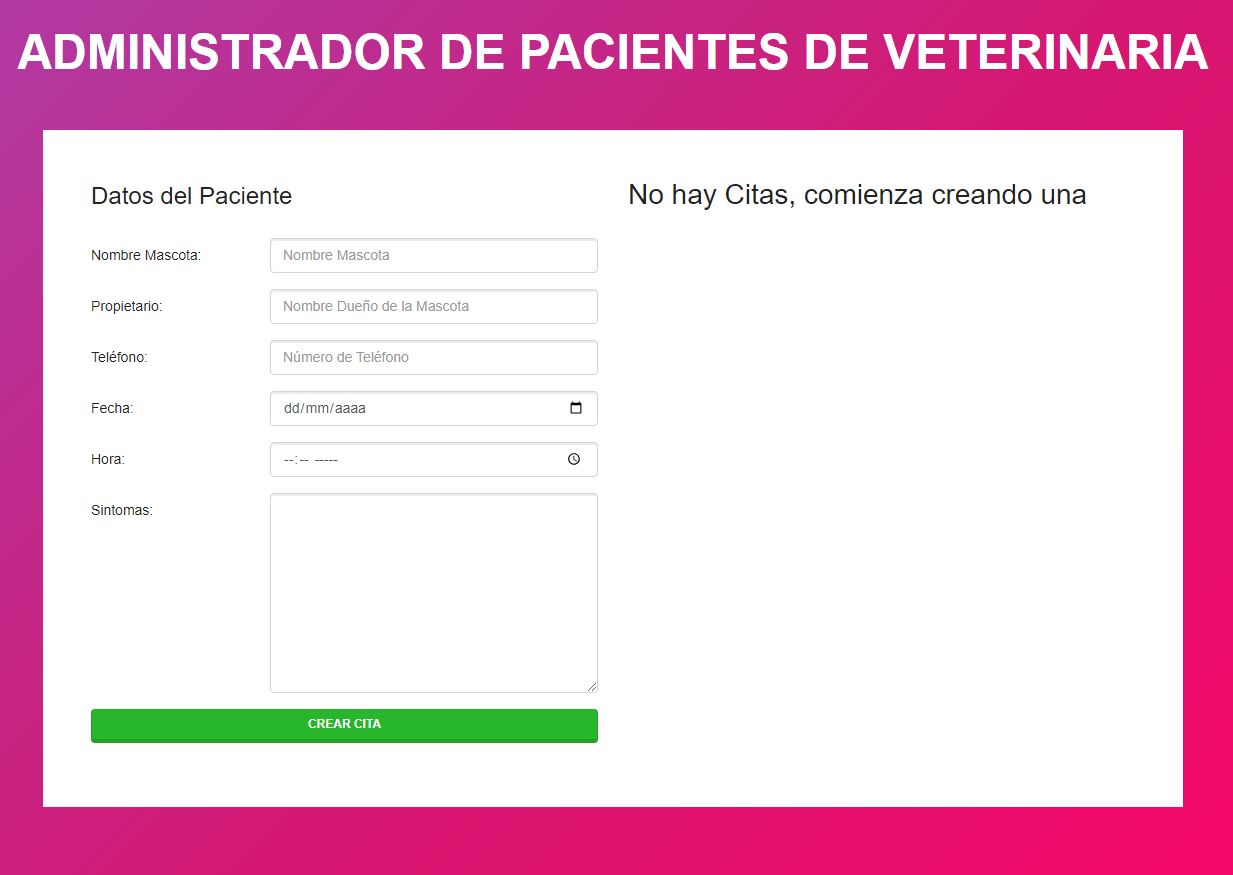 ADMINISTRADOR DE PACIENTES DE VETERINARIA
Datos del Paciente
Nombre Mascota:
Nombre Mascota
Propietario:
Nombre Dueño de la Mascota
Teléfono:
Número de Teléfono
Fecha:
dd/mm/aaaa
Hora:
--:-- -----
Sintomas:
CREAR CITA
No hay Citas, comienza creando una